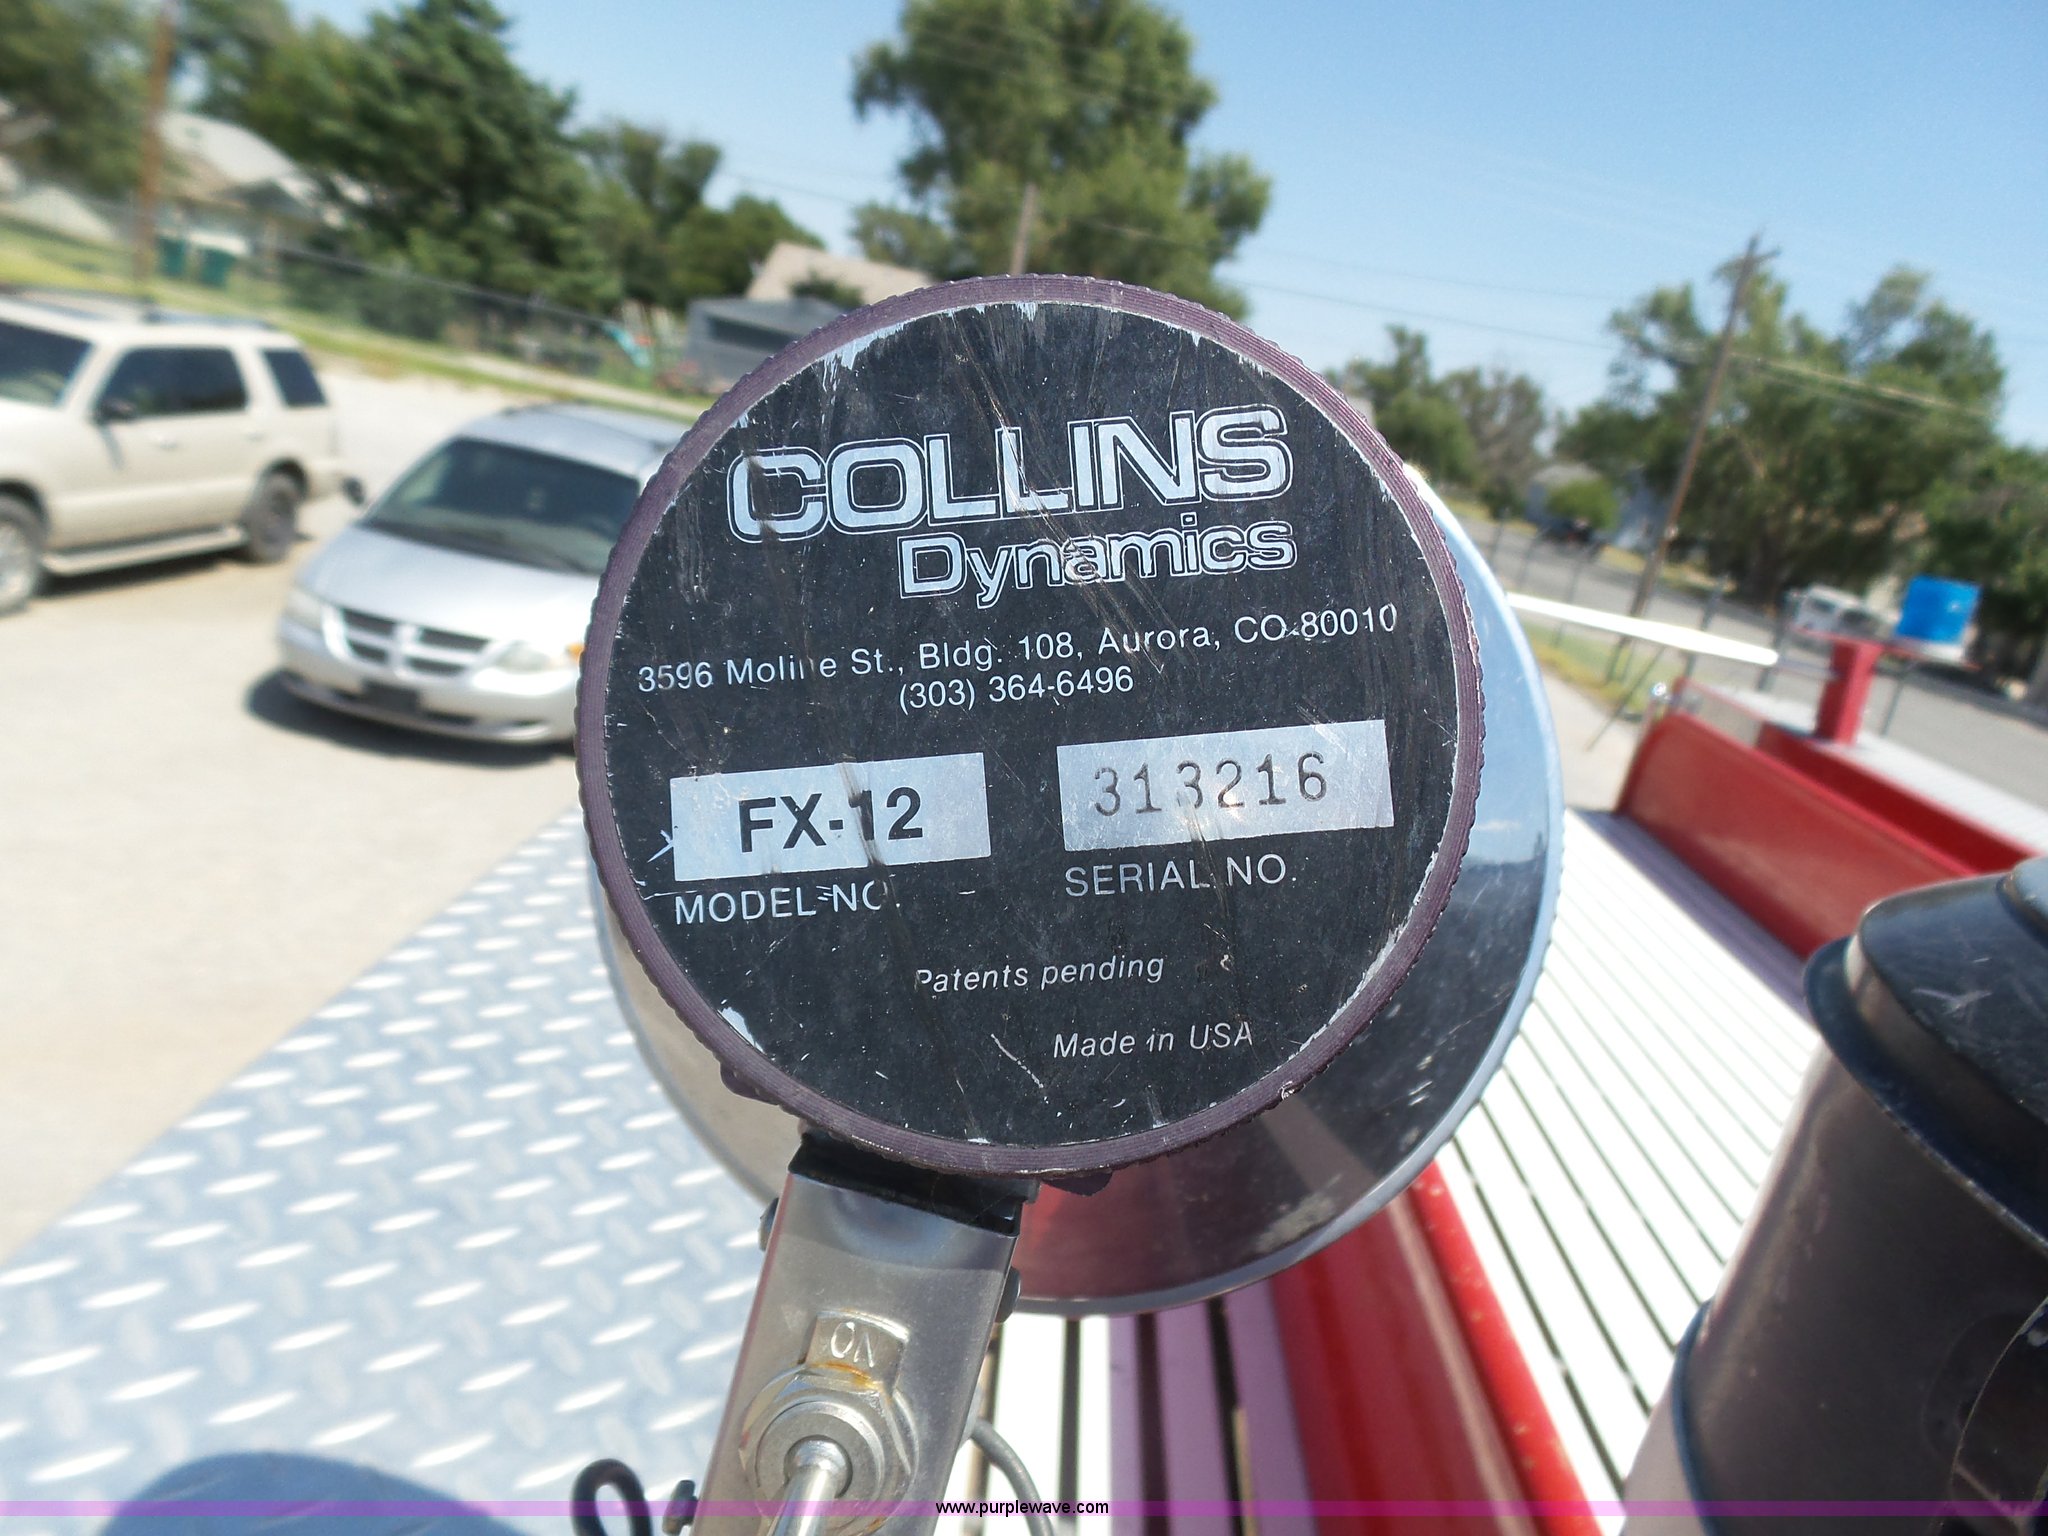 COLLINS
Dynamics
3596 Moline St., Bldg. 108, Aurora, CO 80010
(303) 364-6496
FX-12
313216
MODEL NO.
SERIAL NO.
Patents pending
Made in USA
ON
www.purplewave.com